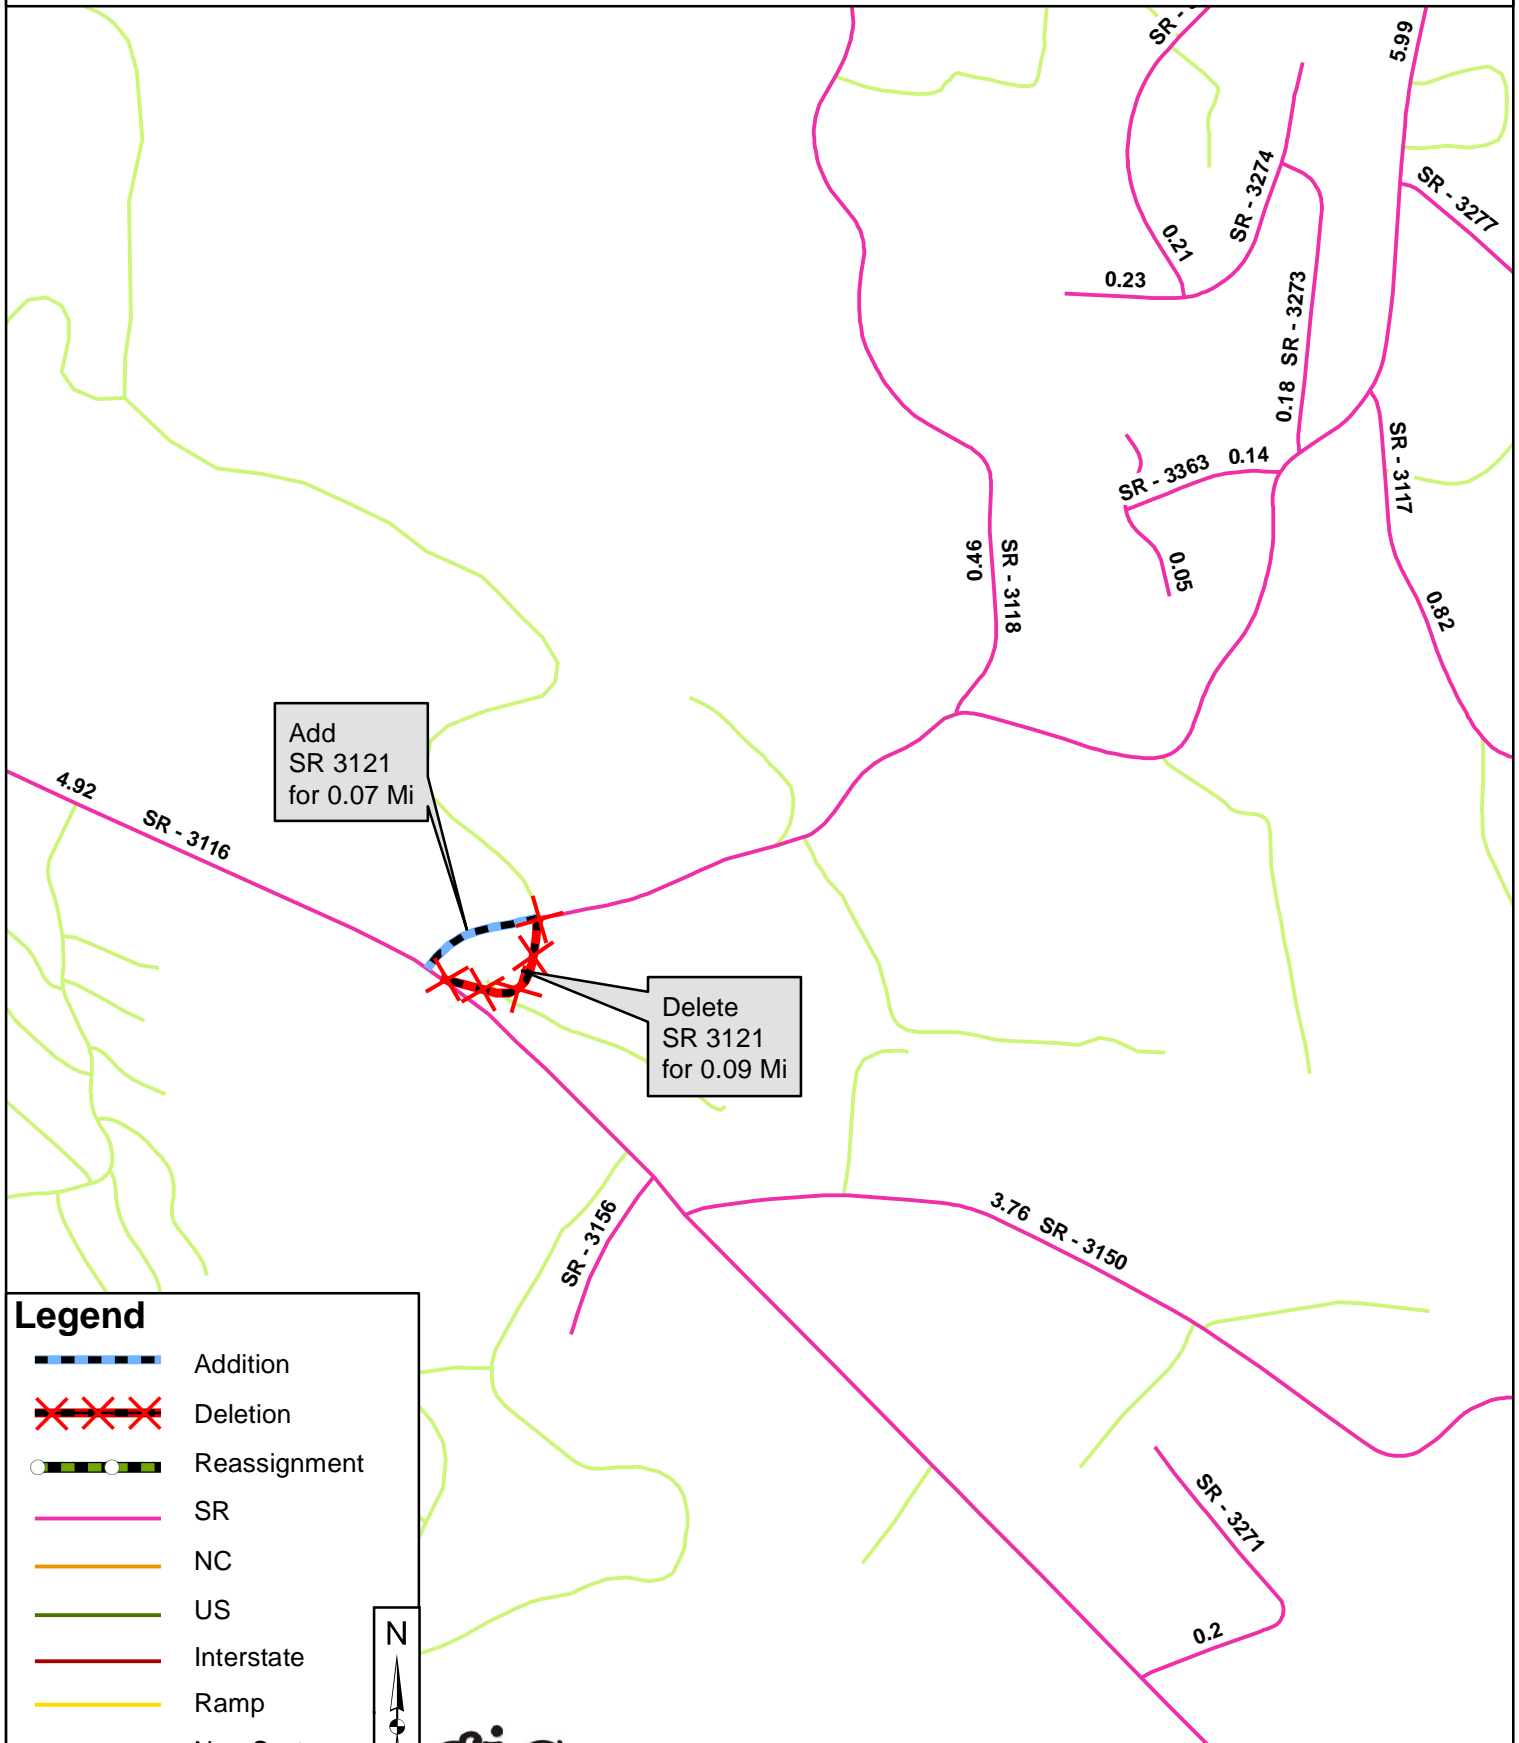 SR -
5.99
SR - 3274
SR - 3277
0.21
0.23
0.18 SR - 3273
SR - 3363 0.14
SR - 3117
0.46
SR - 3118
0.05
0.82
Add
SR 3121
for 0.07 Mi
4.92
SR - 3116
Delete
SR 3121
for 0.09 Mi
SR - 3156
3.76 SR - 3150
SR - 3271
0.2
Legend
Addition
Deletion
Reassignment
SR
NC
US
Interstate
Ramp
N